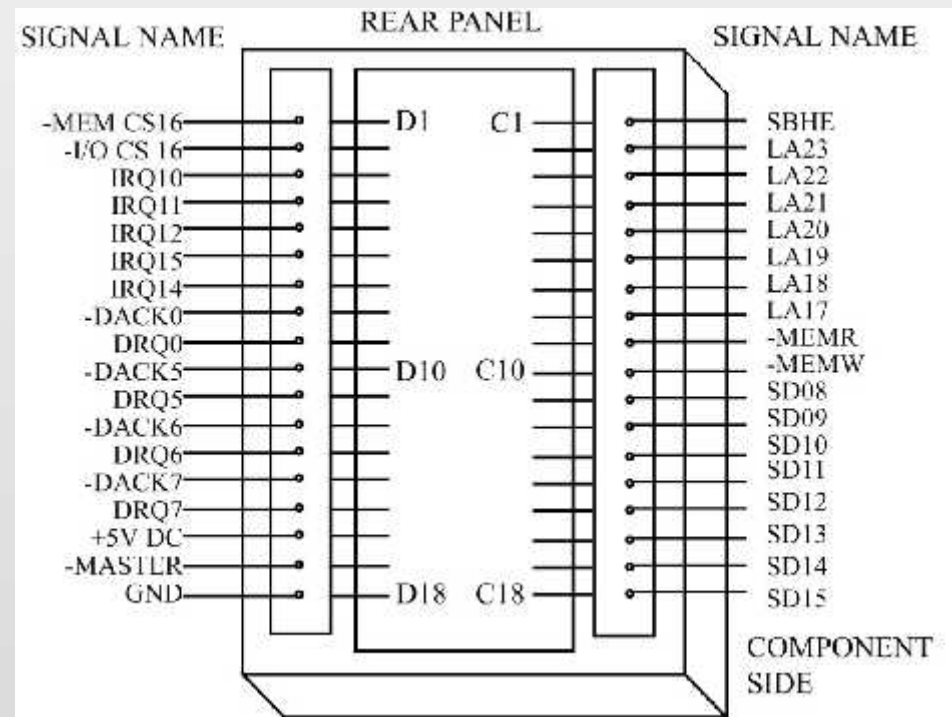 REAR PANEL
SIGNAL NAME
SIGNAL NAME
-MEM CS16
-I/O CS 16
IRQ10
IRQ11
IRQ12
IRQ15
IRQ14
-DACK0
DRQ0
-DACK5
DRQ5
-DACK6
DRQ6
-DACK7
DRQ7
+5V DC
-MASTER
GND
D1
C1
D10
C10
D18
C18
SBHE
LA23
LA22
LA21
LA20
LA19
LA18
LA17
-MEMR
-MEMW
SD08
SD09
SD10
SD11
SD12
SD13
SD14
SD15
COMPONENT
SIDE